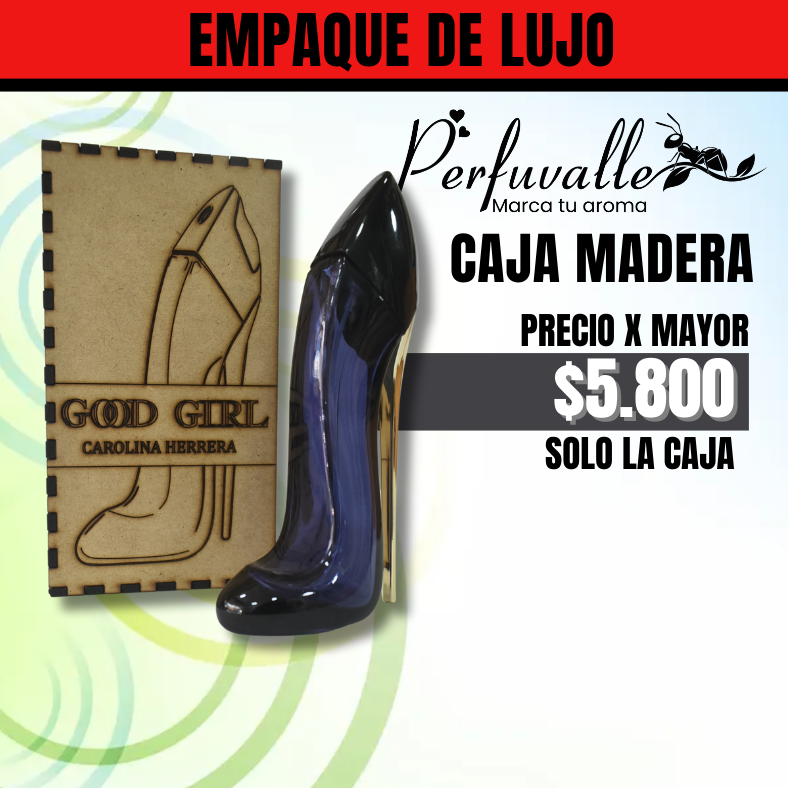 EMPAQUE DE LUJO
Perfuvalle
Marca tu aroma
CAJA MADERA
PRECIO X MAYOR
$5.800
SOLO LA CAJA
GOOD GIRL
CAROLINA HERRERA